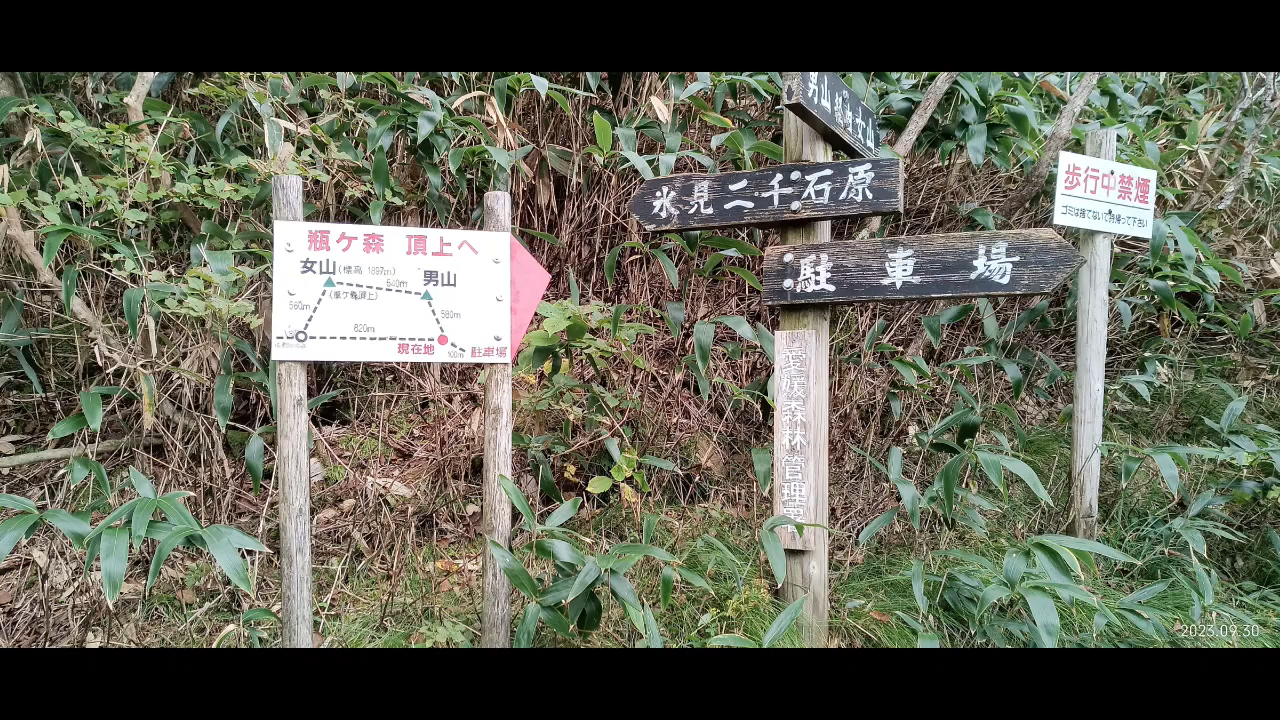 瓶ケ森 頂上へ
女山(標高 1897m)
540m
男山
(瓶ケ森頂上)
560m
580m
820m
現在地
100m
駐車場
男山
女山
氷見二千石原
駐車場
愛媛森林管理署
歩行中禁煙
ゴミは捨てないでお持帰って下さい
2023.09.30